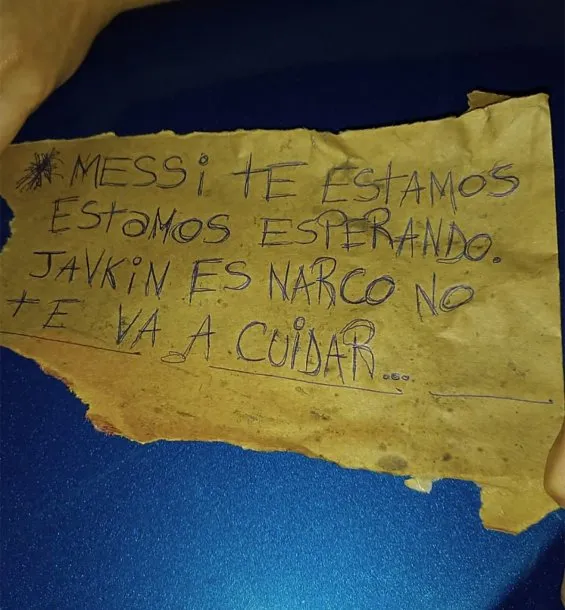 MESSi tE EStAMOS
EStaMOS ESPERANDO.
JAVKiN ES NARCO NO
tE VA A CUiDAR...